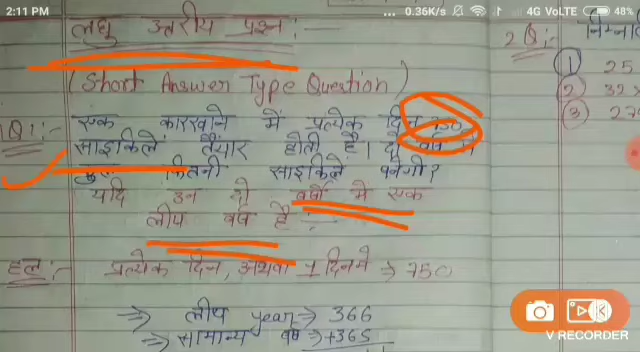 2:11 PM
0.36K/s
4G VoLTE
48%
लघु उत्तरीय प्रश्न :-
(Short Answer Type Question)
1Q:- एक कारखाने में प्रत्येक दिन 750
साइकिलें तैयार होती है। दो वर्ष में
कुल कितनी साइकिलें बनेगी?
यदि उन दो वर्षो मे एक
लीप वर्ष है :-
हल:- प्रत्येक दिन, अथवा 1 दिन मे ⇒ 750
⇒ लीप year ⇒ 366
⇒ सामान्य वर्ष ⇒ +365
2Q:-
1 25
2 32
3 27
V RECORDER